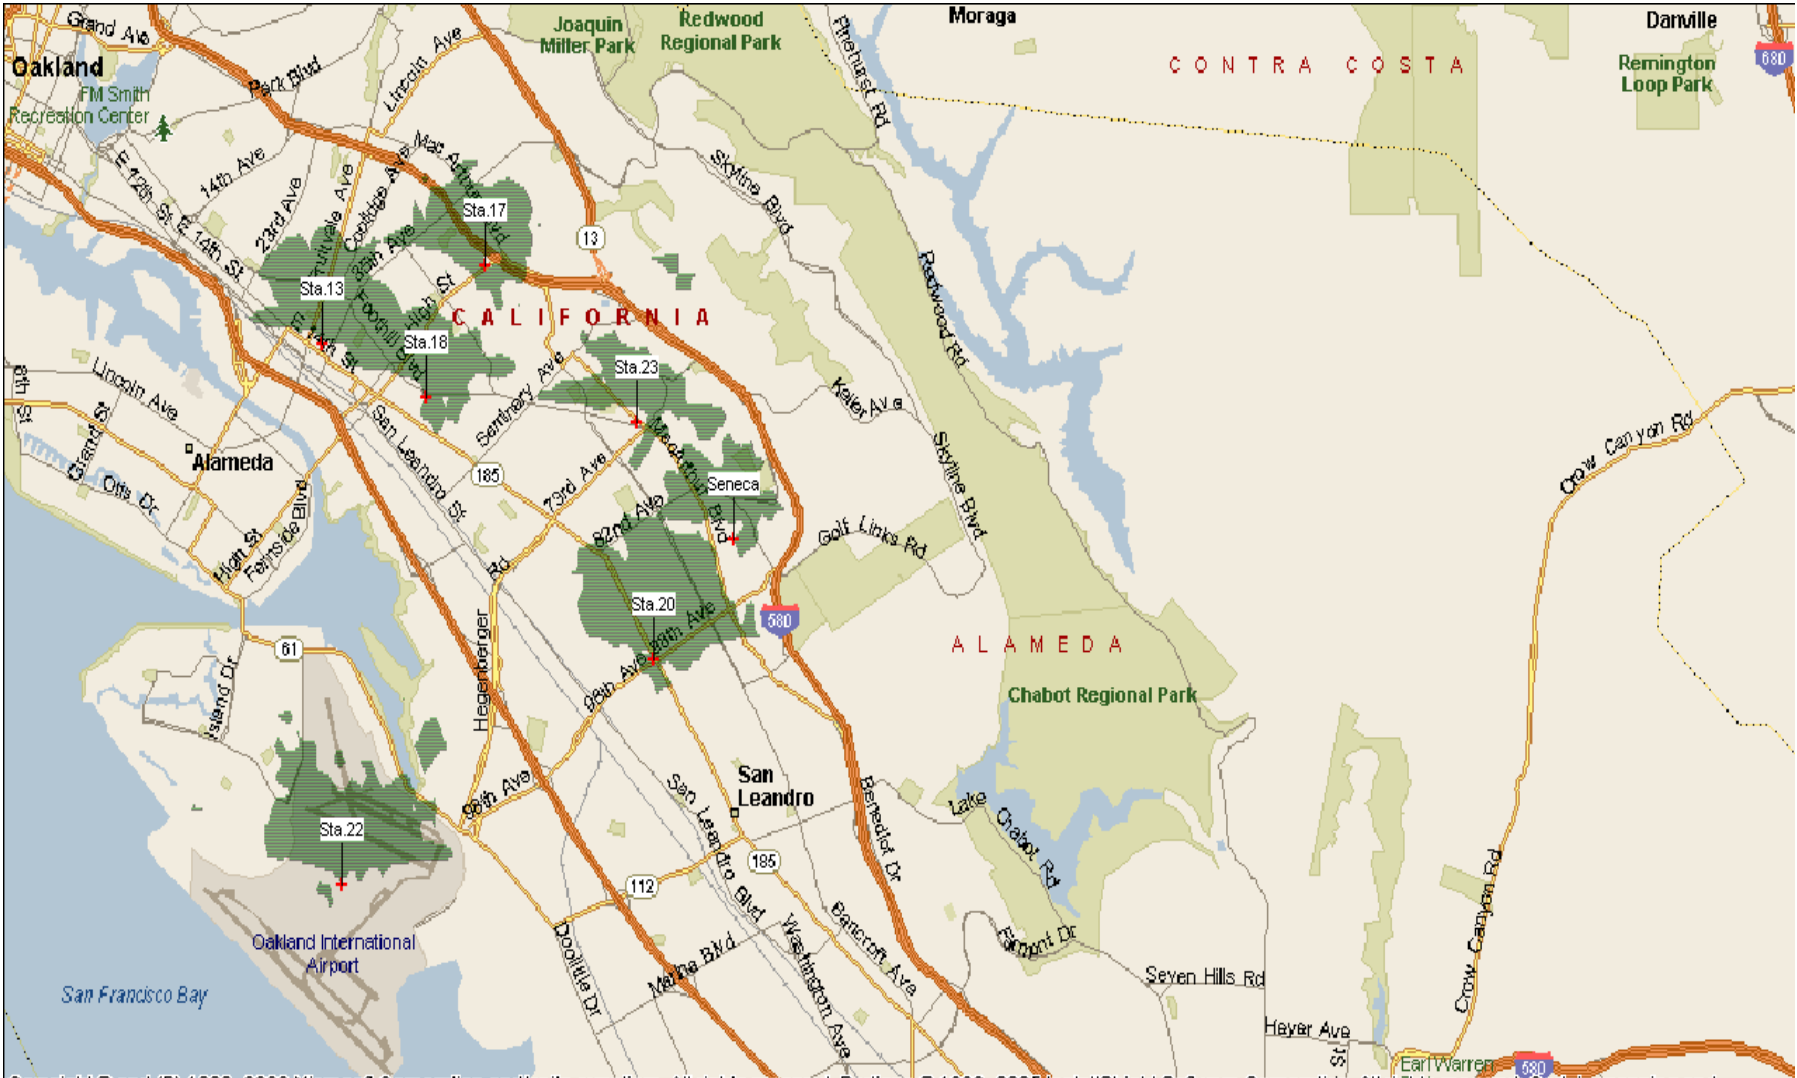 Grand Ave
Joaquin
Miller Park
Redwood
Regional Park
Moraga
Danville
Oakland
FM Smith
Recreation Center
Park Blvd
Lincoln Ave
Pinehurst Rd
CONTRA COSTA
Remington
Loop Park
680
E 12th St
14th Ave
23rd Ave
E 14th St
Fruitvale Ave
Coolidge Ave
35th Ave
Sta.17
13
Skyline Blvd
Redwood Rd
Sta.13
High St
Foothill Blvd
CALIFORNIA
Sta.18
Sta.23
8th St
Lincoln Ave
Grand St
Otis Dr
Alameda
High St
Fernside Blvd
San Leandro St
Seminary Ave
185
73rd Ave
Keller Ave
Skyline Blvd
Crow Canyon Rd
Seneca
82nd Ave
Golf Links Rd
Hegenberger
Rd
Sta.20
98th Ave
98th Ave
580
ALAMEDA
Chabot Regional Park
61
Island Dr
98th Ave
San
Leandro
San Leandro Blvd
Benedict Dr
Lake
Chabot Rd
Sta.22
112
185
Crow Canyon Rd
Oakland International
Airport
San Francisco Bay
Doolittle Dr
Marina Blvd
Washington Ave
Bancroft Ave
Fairmont Dr
Seven Hills Rd
Heyer Ave
St
Earl Warren
580